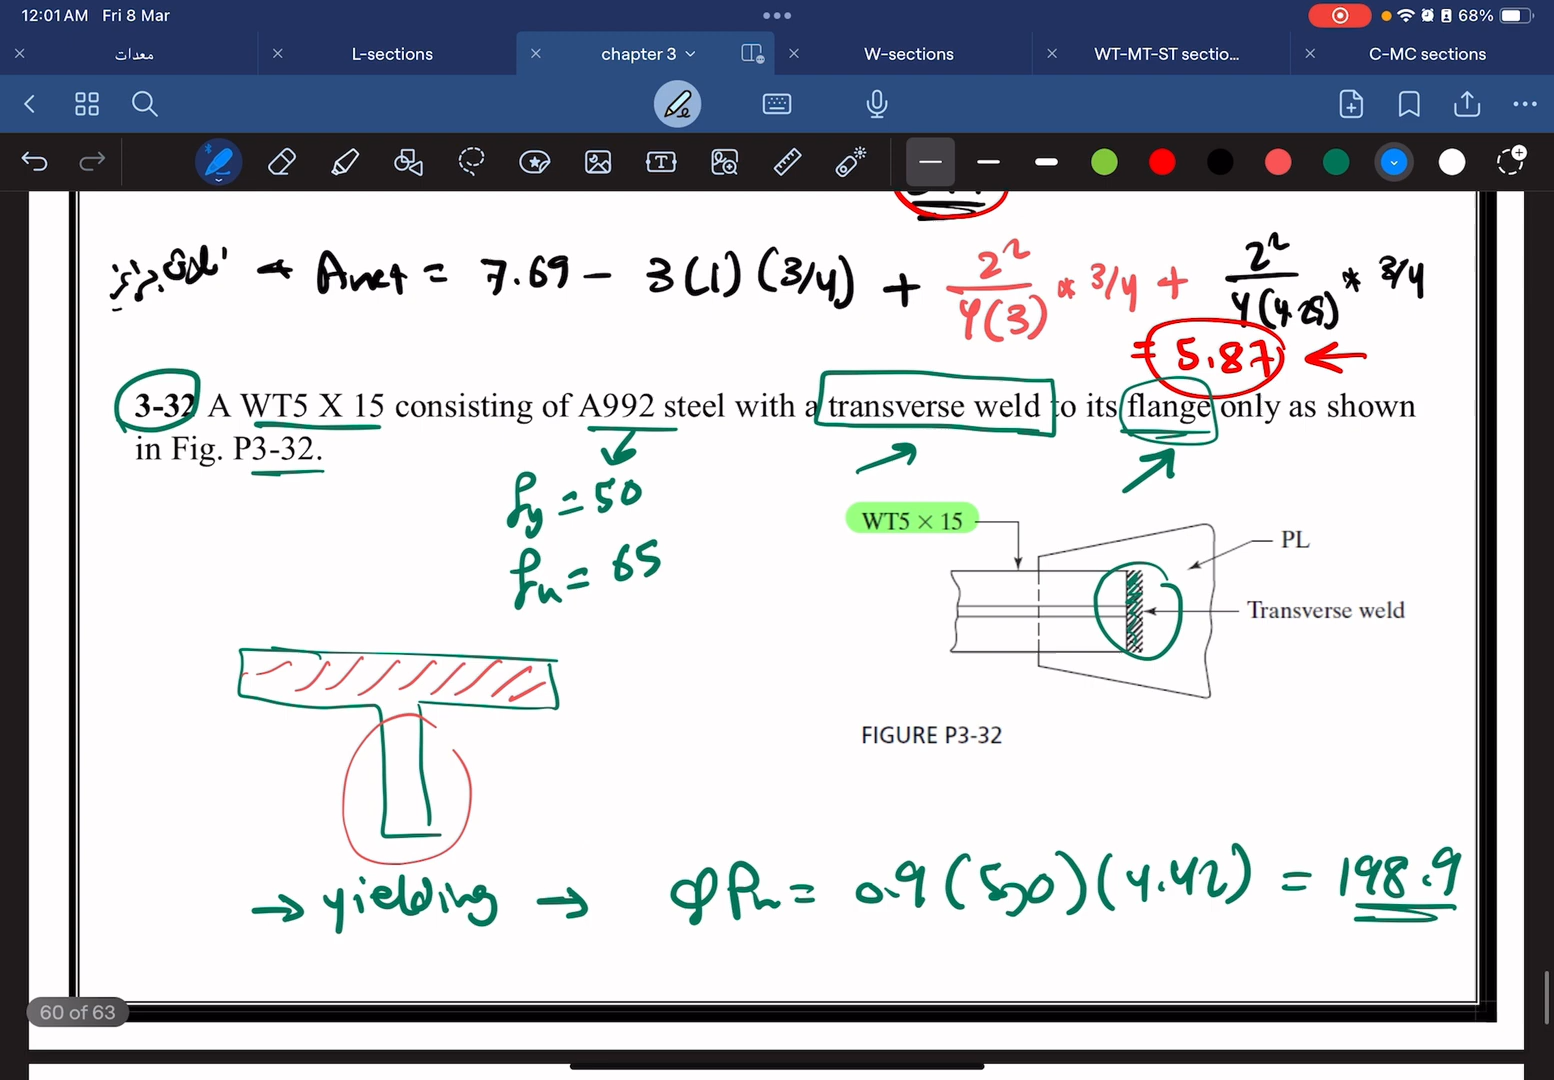 12:01 AM Fri 8 Mar
68%
معدات
L-sections
chapter 3
W-sections
WT-MT-ST sectio...
C-MC sections
Anet = 7.69 - 3(1)(3/4) + 2²/4(3) * 3/4 + 2²/4(4.25) * 3/4
= 5.87 ←
3-32 A WT5 X 15 consisting of A992 steel with a transverse weld to its flange only as shown
in Fig. P3-32.
fy = 50
fu = 65
WT5 × 15
PL
Transverse weld
FIGURE P3-32
→ yielding → φPn = 0.9(50)(4.42) = 198.9
60 of 63